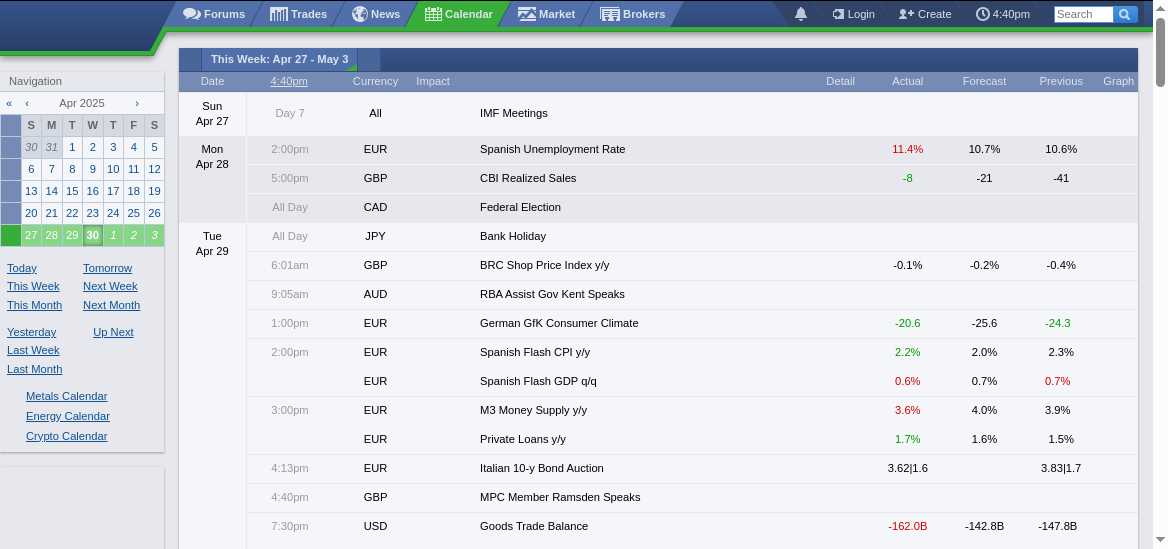 Forums Trades News Calendar Market Brokers Login Create 4:40pm Search
This Week: Apr 27 - May 3
Navigation
« ‹ Apr 2025 ›
S M T W T F S
30 31 1 2 3 4 5
6 7 8 9 10 11 12
13 14 15 16 17 18 19
20 21 22 23 24 25 26
27 28 29 30 1 2 3
Today Tomorrow
This Week Next Week
This Month Next Month
Yesterday Up Next
Last Week
Last Month
Metals Calendar
Energy Calendar
Crypto Calendar
Date 4:40pm Currency Impact Detail Actual Forecast Previous Graph
Sun
Apr 27
Day 7 All IMF Meetings
Mon
Apr 28
2:00pm EUR Spanish Unemployment Rate 11.4% 10.7% 10.6%
5:00pm GBP CBI Realized Sales -8 -21 -41
All Day CAD Federal Election
Tue
Apr 29
All Day JPY Bank Holiday
6:01am GBP BRC Shop Price Index y/y -0.1% -0.2% -0.4%
9:05am AUD RBA Assist Gov Kent Speaks
1:00pm EUR German GfK Consumer Climate -20.6 -25.6 -24.3
2:00pm EUR Spanish Flash CPI y/y 2.2% 2.0% 2.3%
EUR Spanish Flash GDP q/q 0.6% 0.7% 0.7%
3:00pm EUR M3 Money Supply y/y 3.6% 4.0% 3.9%
EUR Private Loans y/y 1.7% 1.6% 1.5%
4:13pm EUR Italian 10-y Bond Auction 3.62|1.6 3.83|1.7
4:40pm GBP MPC Member Ramsden Speaks
7:30pm USD Goods Trade Balance -162.0B -142.8B -147.8B